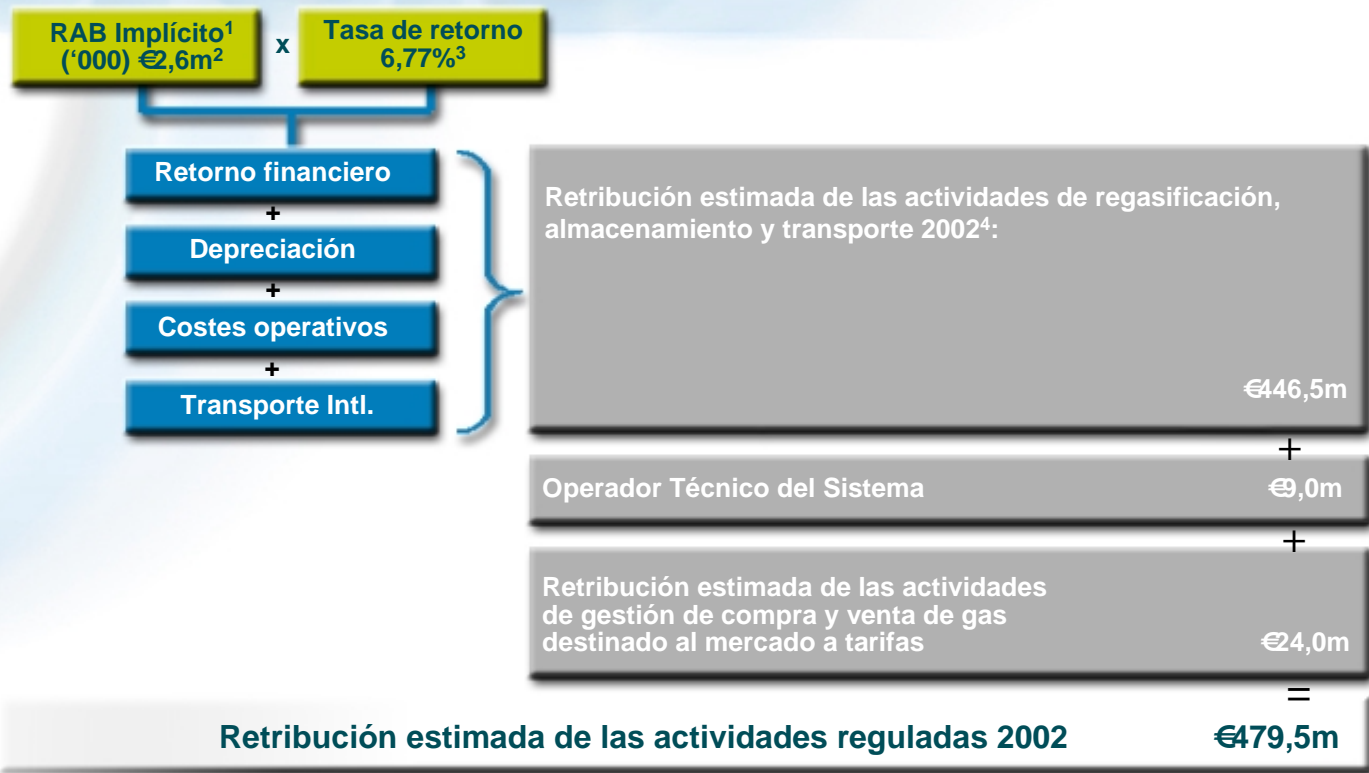 RAB Implícito¹
(‘000) €2,6m²
x
Tasa de retorno
6,77%³
Retorno financiero
+
Depreciación
+
Costes operativos
+
Transporte Intl.
Retribución estimada de las actividades de regasificación,
almacenamiento y transporte 2002⁴:
€446,5m
+
Operador Técnico del Sistema €9,0m
+
Retribución estimada de las actividades
de gestión de compra y venta de gas
destinado al mercado a tarifas €24,0m
=
Retribución estimada de las actividades reguladas 2002 €479,5m